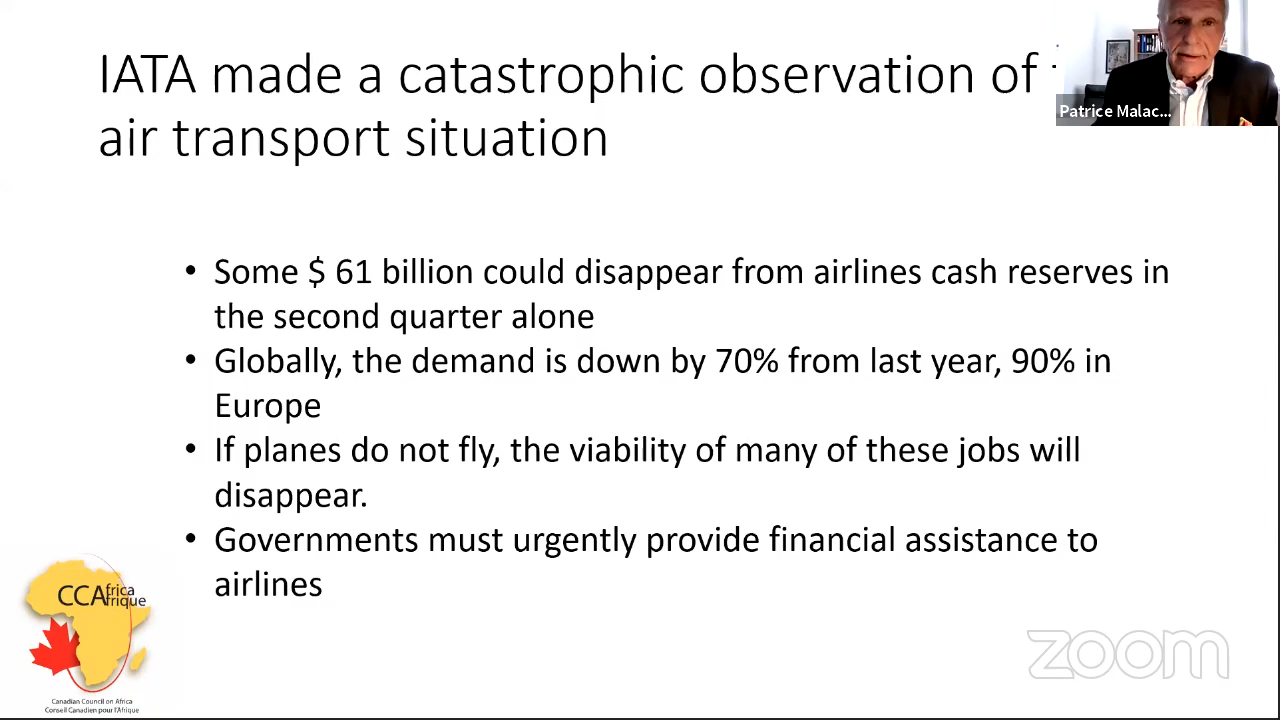 IATA made a catastrophic observation of
air transport situation
Patrice Malac...
• Some $ 61 billion could disappear from airlines cash reserves in
the second quarter alone
• Globally, the demand is down by 70% from last year, 90% in
Europe
• If planes do not fly, the viability of many of these jobs will
disappear.
• Governments must urgently provide financial assistance to
airlines
CCAfrica
frique
Canadian Council on Africa
Conseil Canadien pour l'Afrique
zoom